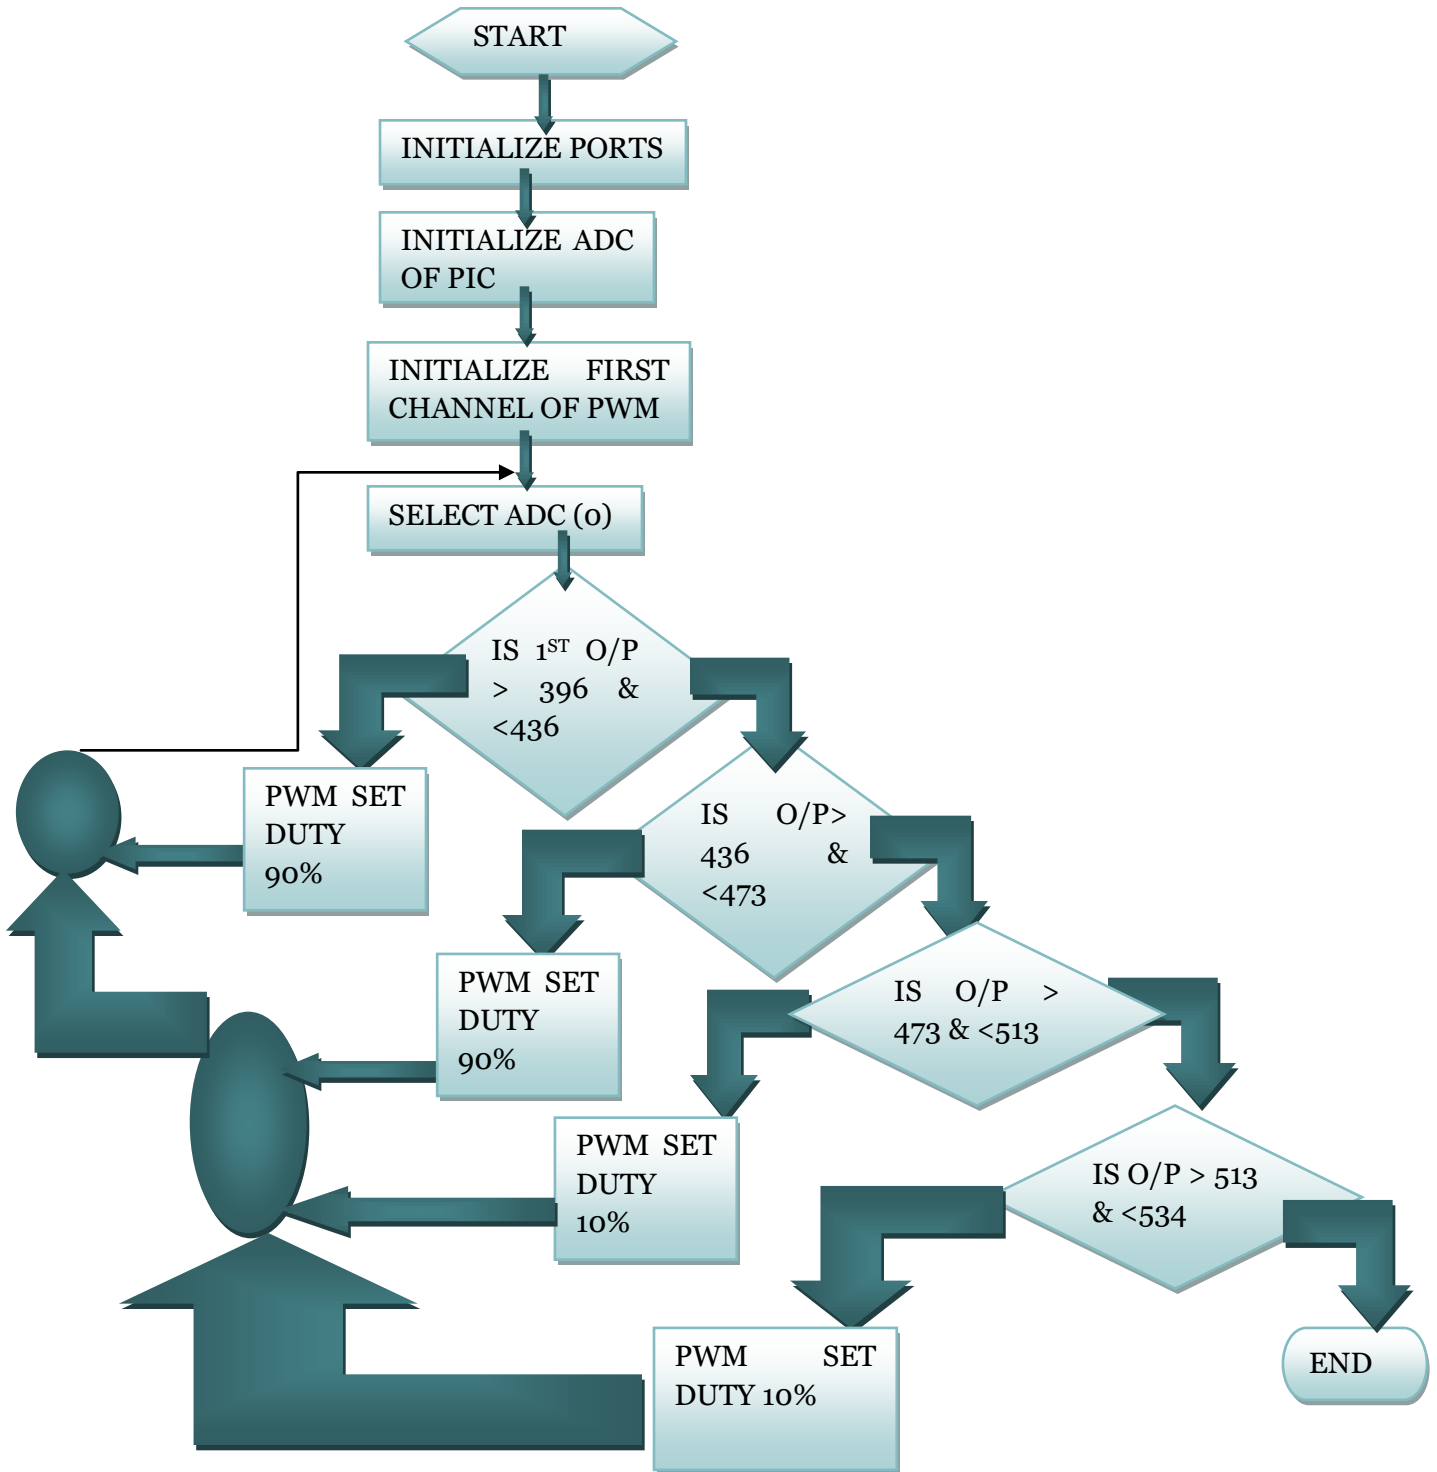 START
INITIALIZE PORTS
INITIALIZE ADC
OF PIC
INITIALIZE FIRST
CHANNEL OF PWM
SELECT ADC (0)
IS 1ST O/P
> 396 &
<436
PWM SET
DUTY
90%
IS O/P>
436 &
<473
PWM SET
DUTY
90%
IS O/P >
473 & <513
PWM SET
DUTY
10%
IS O/P > 513
& <534
PWM SET
DUTY 10%
END